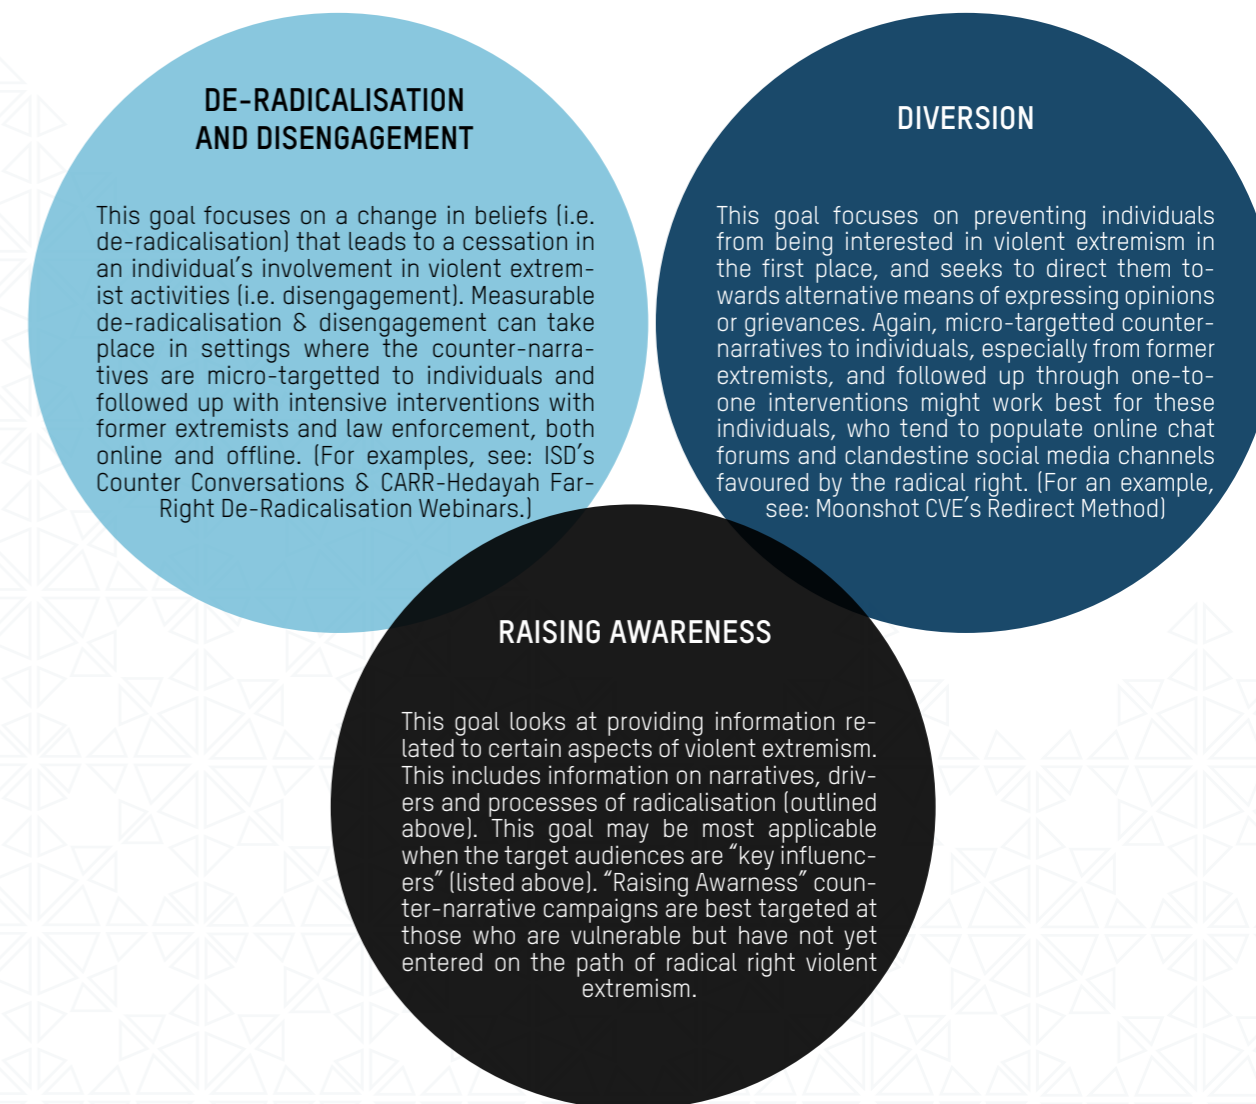 DE-RADICALISATION
AND DISENGAGEMENT
This goal focuses on a change in beliefs (i.e.
de-radicalisation) that leads to a cessation in
an individual's involvement in violent extrem-
ist activities (i.e. disengagement). Measurable
de-radicalisation & disengagement can take
place in settings where the counter-narra-
tives are micro-targetted to individuals and
followed up with intensive interventions with
former extremists and law enforcement, both
online and offline. (For examples, see: ISD's
Counter Conversations & CARR-Hedayah Far-
Right De-Radicalisation Webinars.)
DIVERSION
This goal focuses on preventing individuals
from being interested in violent extremism in
the first place, and seeks to direct them to-
wards alternative means of expressing opinions
or grievances. Again, micro-targetted counter-
narratives to individuals, especially from former
extremists, and followed up through one-to-
one interventions might work best for these
individuals, who tend to populate online chat
forums and clandestine social media channels
favoured by the radical right. (For an example,
see: Moonshot CVE's Redirect Method)
RAISING AWARENESS
This goal looks at providing information re-
lated to certain aspects of violent extremism.
This includes information on narratives, driv-
ers and processes of radicalisation (outlined
above). This goal may be most applicable
when the target audiences are "key influenc-
ers" (listed above). "Raising Awarness" coun-
ter-narrative campaigns are best targeted at
those who are vulnerable but have not yet
entered on the path of radical right violent
extremism.